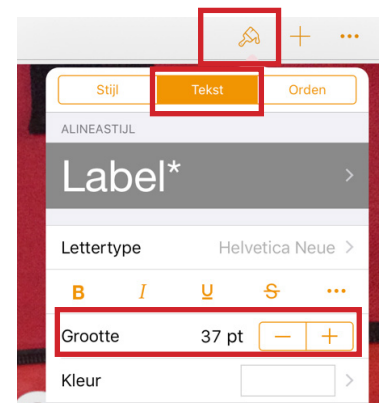 Stijl Tekst Orden
ALINEASTIJL
Label*
Lettertype Helvetica Neue
B I U S
Grootte 37 pt − +
Kleur